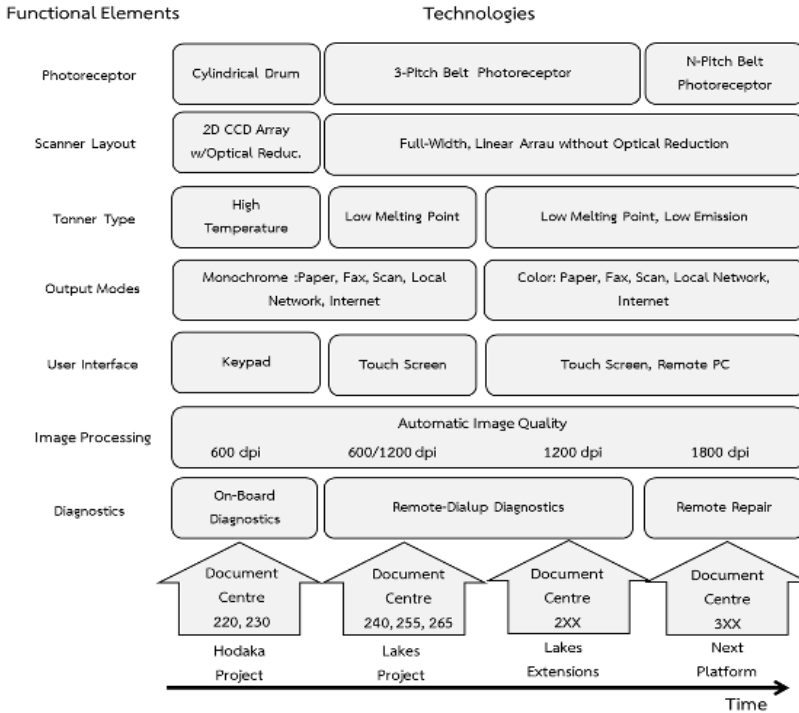 Functional Elements
Technologies
Photoreceptor
Cylindrical Drum
3-Pitch Belt Photoreceptor
N-Pitch Belt
Photoreceptor
Scanner Layout
2D CCD Array
w/Optical Reduc.
Full-Width, Linear Arrau without Optical Reduction
Tonner Type
High
Temperature
Low Melting Point
Low Melting Point, Low Emission
Output Modes
Monochrome :Paper, Fax, Scan, Local
Network, Internet
Color: Paper, Fax, Scan, Local Network,
Internet
User Interface
Keypad
Touch Screen
Touch Screen, Remote PC
Image Processing
Automatic Image Quality
600 dpi
600/1200 dpi
1200 dpi
1800 dpi
Diagnostics
On-Board
Diagnostics
Remote-Dialup Diagnostics
Remote Repair
Document
Centre
220, 230
Document
Centre
240, 255, 265
Document
Centre
2XX
Document
Centre
3XX
Hodaka
Project
Lakes
Project
Lakes
Extensions
Next
Platform
Time